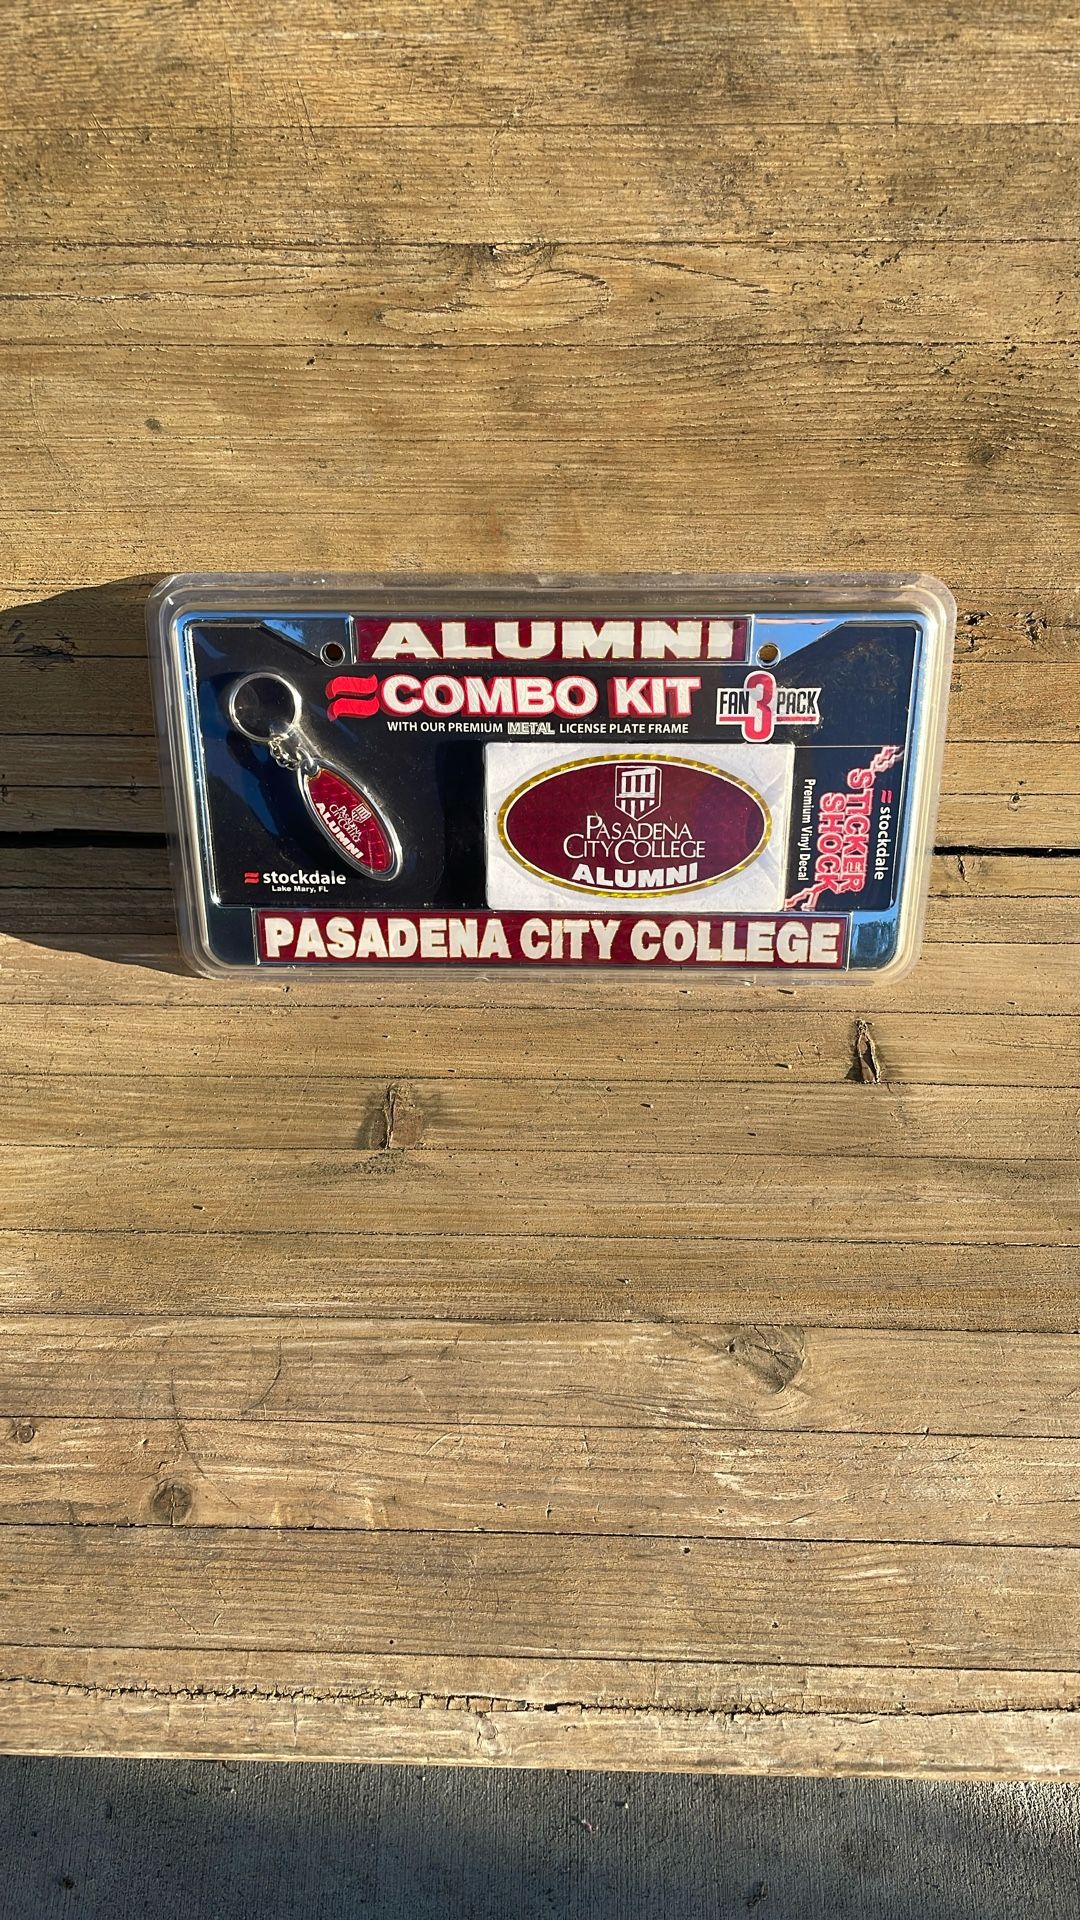 ALUMNI
COMBO KIT
FAN 3 PACK
WITH OUR PREMIUM METAL LICENSE PLATE FRAME
PASADENA
CITY COLLEGE
ALUMNI
PASADENA
CITY COLLEGE
ALUMNI
stockdale
STICKER
SHOCK
Premium Vinyl Decal
stockdale
Lake Mary, FL
PASADENA CITY COLLEGE